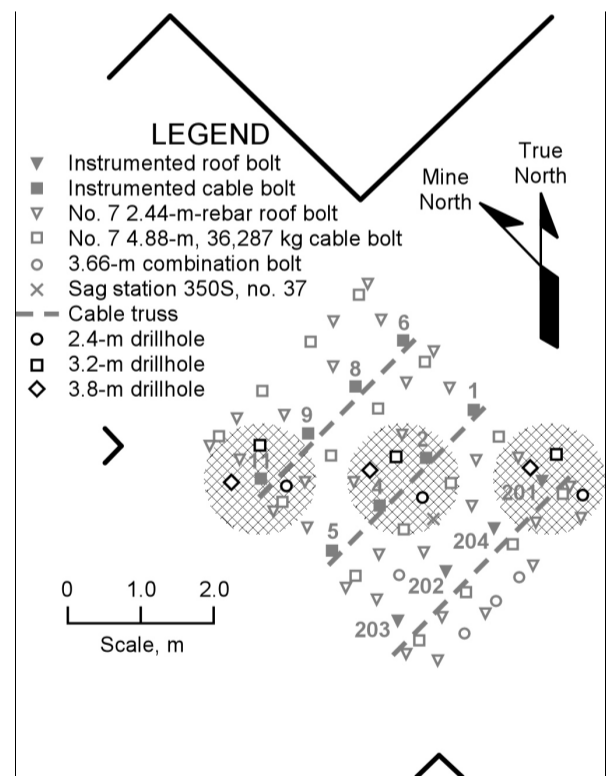 True
North
Mine
North
LEGEND
Instrumented roof bolt
Instrumented cable bolt
No. 7 2.44-m-rebar roof bolt
No. 7 4.88-m, 36,287 kg cable bolt
3.66-m combination bolt
Sag station 350S, no. 37
Cable truss
2.4-m drillhole
3.2-m drillhole
3.8-m drillhole
6
8
1
9
2
11
4
201
5
204
202
203
0 1.0 2.0
Scale, m